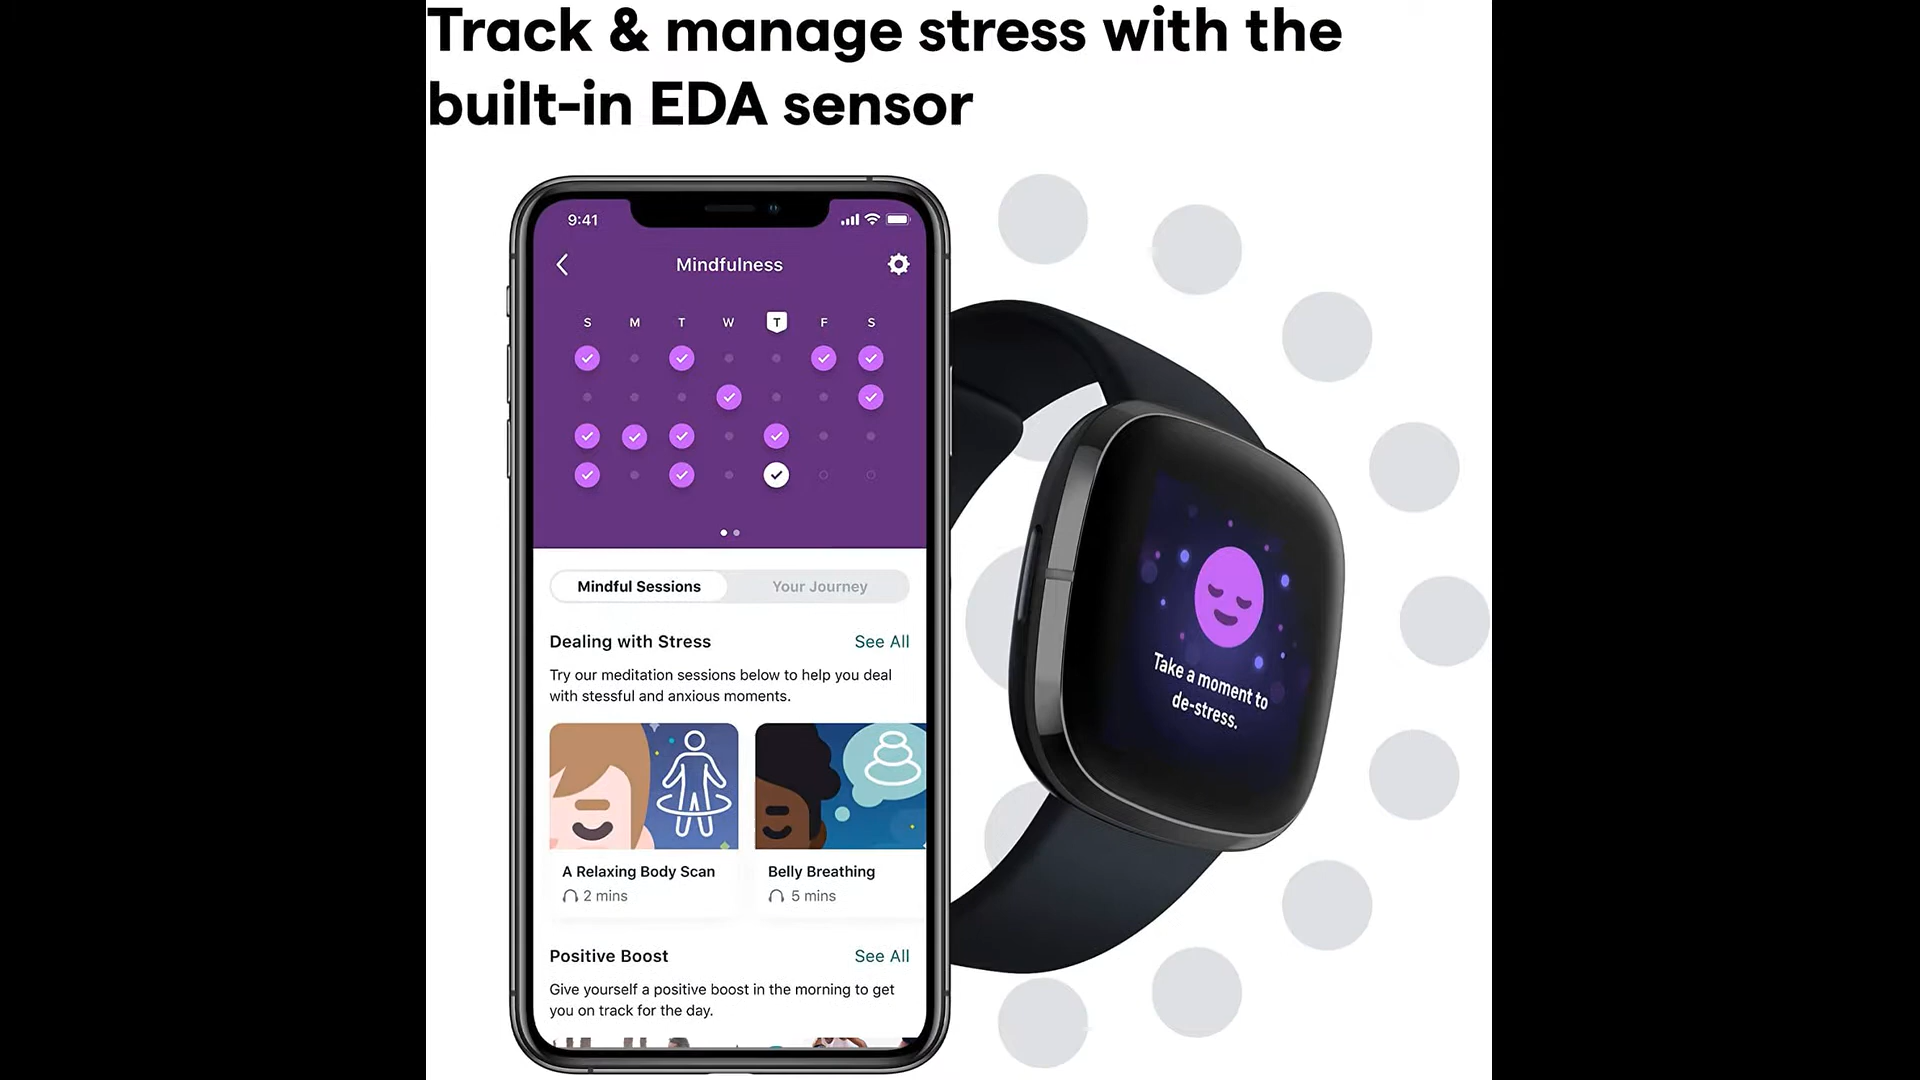 Track & manage stress with the
built-in EDA sensor
9:41
Mindfulness
S M T W T F S
Mindful Sessions Your Journey
Dealing with Stress See All
Try our meditation sessions below to help you deal
with stessful and anxious moments.
A Relaxing Body Scan
2 mins
Belly Breathing
5 mins
Positive Boost See All
Give yourself a positive boost in the morning to get
you on track for the day.
Take a moment to
de-stress.